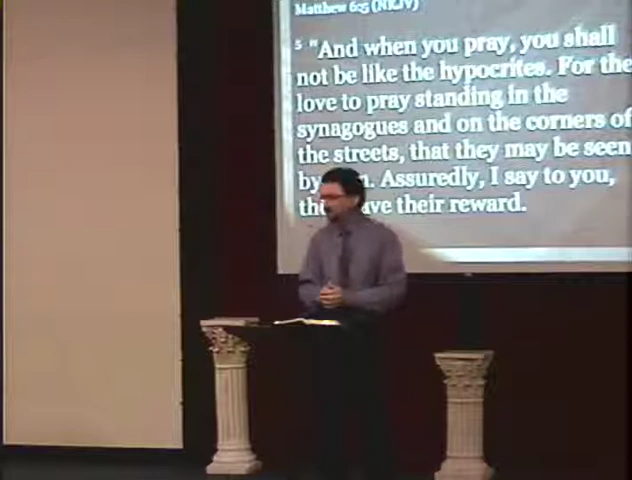 Matthew 6:5 (NKJV)
5 "And when you pray, you shall
not be like the hypocrites. For the
love to pray standing in the
synagogues and on the corners of
the streets, that they may be seen
by Assuredly, I say to you,
their reward.